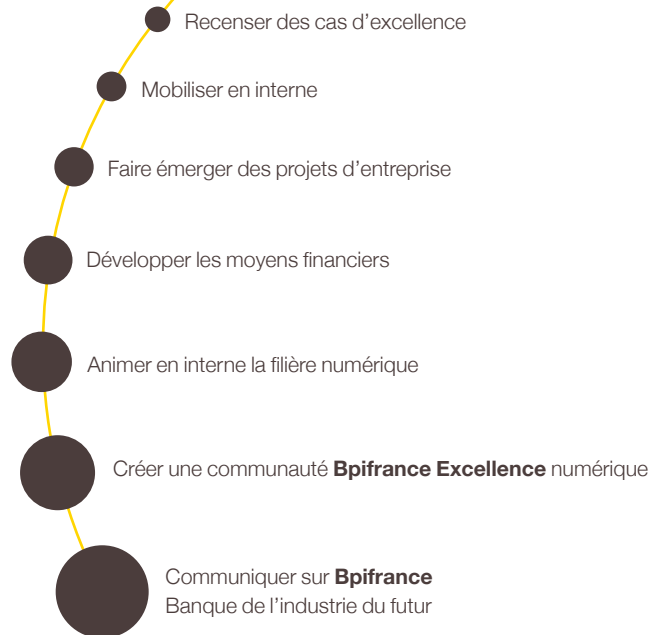 Recenser des cas d’excellence
Mobiliser en interne
Faire émerger des projets d’entreprise
Développer les moyens financiers
Animer en interne la filière numérique
Créer une communauté Bpifrance Excellence numérique
Communiquer sur Bpifrance
Banque de l’industrie du futur